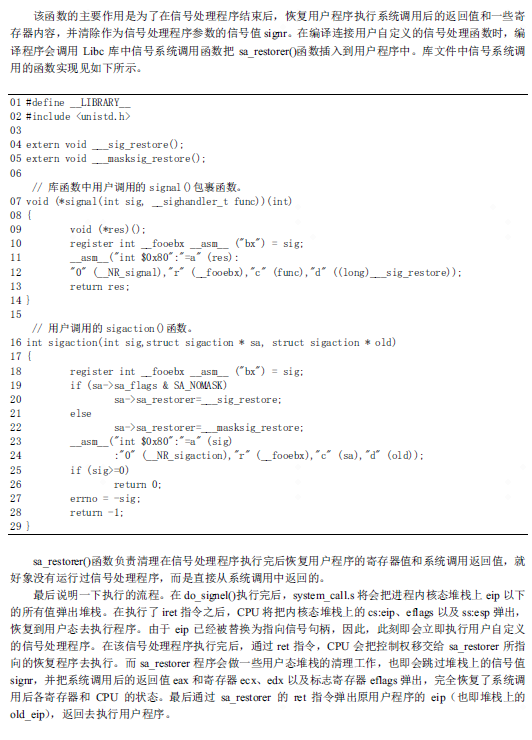 该函数的主要作用是为了在信号处理程序结束后，恢复用户程序执行系统调用后的返回值和一些寄
存器内容，并清除作为信号处理程序参数的信号值 signr。在编译连接用户自定义的信号处理函数时，编
译程序会调用 Libc 库中信号系统调用函数把 sa_restorer()函数插入到用户程序中。库文件中信号系统调
用的函数实现见如下所示。
01 #define __LIBRARY__
02 #include <unistd.h>
03
04 extern void ___sig_restore();
05 extern void ___masksig_restore();
06
// 库函数中用户调用的 signal()包裹函数。
07 void (*signal(int sig, __sighandler_t func))(int)
08 {
09 void (*res)();
10 register int __fooebx __asm__ ("bx") = sig;
11 __asm__("int $0x80":"=a" (res):
12 "0" (__NR_signal),"r" (__fooebx),"c" (func),"d" ((long)___sig_restore));
13 return res;
14 }
15
// 用户调用的 sigaction()函数。
16 int sigaction(int sig,struct sigaction * sa, struct sigaction * old)
17 {
18 register int __fooebx __asm__ ("bx") = sig;
19 if (sa->sa_flags & SA_NOMASK)
20 sa->sa_restorer=___sig_restore;
21 else
22 sa->sa_restorer=___masksig_restore;
23 __asm__("int $0x80":"=a" (sig)
24 :"0" (__NR_sigaction),"r" (__fooebx),"c" (sa),"d" (old));
25 if (sig>=0)
26 return 0;
27 errno = -sig;
28 return -1;
29 }
sa_restorer()函数负责清理在信号处理程序执行完后恢复用户程序的寄存器值和系统调用返回值，就
好象没有运行过信号处理程序，而是直接从系统调用中返回的。
最后说明一下执行的流程。在 do_signel()执行完后，system_call.s 将会把进程内核态堆栈上 eip 以下
的所有值弹出堆栈。在执行了 iret 指令之后，CPU 将把内核态堆栈上的 cs:eip、eflags 以及 ss:esp 弹出，
恢复到用户态去执行程序。由于 eip 已经被替换为指向信号句柄，因此，此刻即会立即执行用户自定义
的信号处理程序。在该信号处理程序执行完后，通过 ret 指令，CPU 会把控制权移交给 sa_restorer 所指
向的恢复程序去执行。而 sa_restorer 程序会做一些用户态堆栈的清理工作，也即会跳过堆栈上的信号值
signr，并把系统调用后的返回值 eax 和寄存器 ecx、edx 以及标志寄存器 eflags 弹出，完全恢复了系统调
用后各寄存器和 CPU 的状态。最后通过 sa_restorer 的 ret 指令弹出原用户程序的 eip（也即堆栈上的
old_eip），返回去执行用户程序。